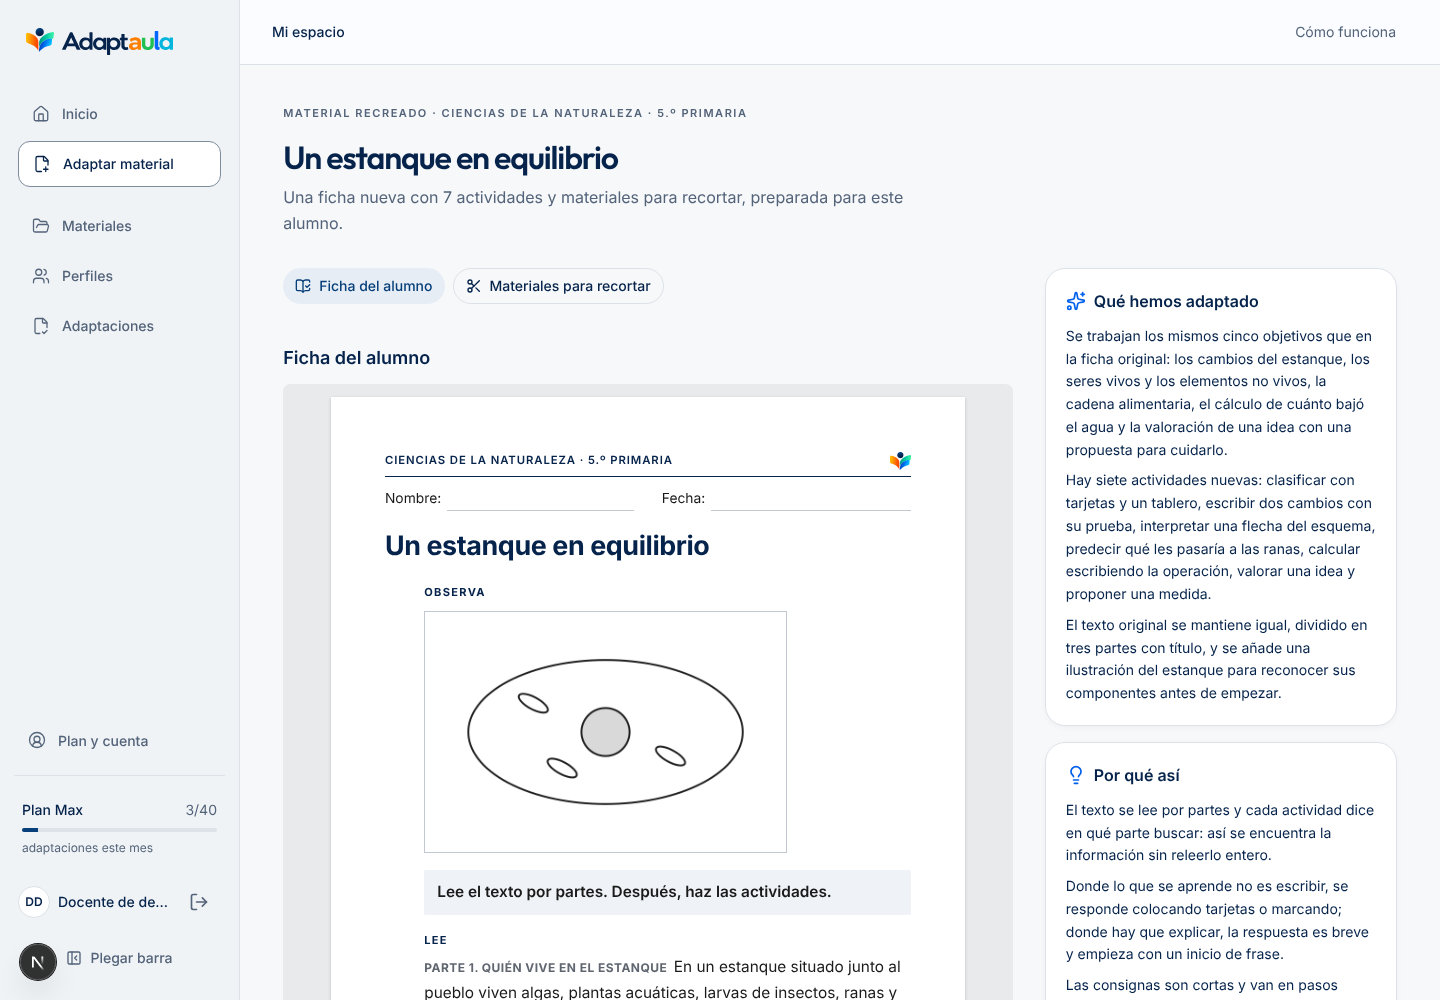 Adaptaula
Inicio
Adaptar material
Materiales
Perfiles
Adaptaciones
Plan y cuenta
Plan Max 3/40
adaptaciones este mes
DD Docente de de...
N Plegar barra
Mi espacio
Cómo funciona
MATERIAL RECREADO · CIENCIAS DE LA NATURALEZA · 5.º PRIMARIA
Un estanque en equilibrio
Una ficha nueva con 7 actividades y materiales para recortar, preparada para este
alumno.
Ficha del alumno
Materiales para recortar
Ficha del alumno
CIENCIAS DE LA NATURALEZA · 5.º PRIMARIA
Nombre: Fecha:
Un estanque en equilibrio
OBSERVA
Lee el texto por partes. Después, haz las actividades.
LEE
PARTE 1. QUIÉN VIVE EN EL ESTANQUE En un estanque situado junto al
pueblo viven algas, plantas acuáticas, larvas de insectos, ranas y
Qué hemos adaptado
Se trabajan los mismos cinco objetivos que en
la ficha original: los cambios del estanque, los
seres vivos y los elementos no vivos, la
cadena alimentaria, el cálculo de cuánto bajó
el agua y la valoración de una idea con una
propuesta para cuidarlo.
Hay siete actividades nuevas: clasificar con
tarjetas y un tablero, escribir dos cambios con
su prueba, interpretar una flecha del esquema,
predecir qué les pasaría a las ranas, calcular
escribiendo la operación, valorar una idea y
proponer una medida.
El texto original se mantiene igual, dividido en
tres partes con título, y se añade una
ilustración del estanque para reconocer sus
componentes antes de empezar.
Por qué así
El texto se lee por partes y cada actividad dice
en qué parte buscar: así se encuentra la
información sin releerlo entero.
Donde lo que se aprende no es escribir, se
responde colocando tarjetas o marcando;
donde hay que explicar, la respuesta es breve
y empieza con un inicio de frase.
Las consignas son cortas y van en pasos